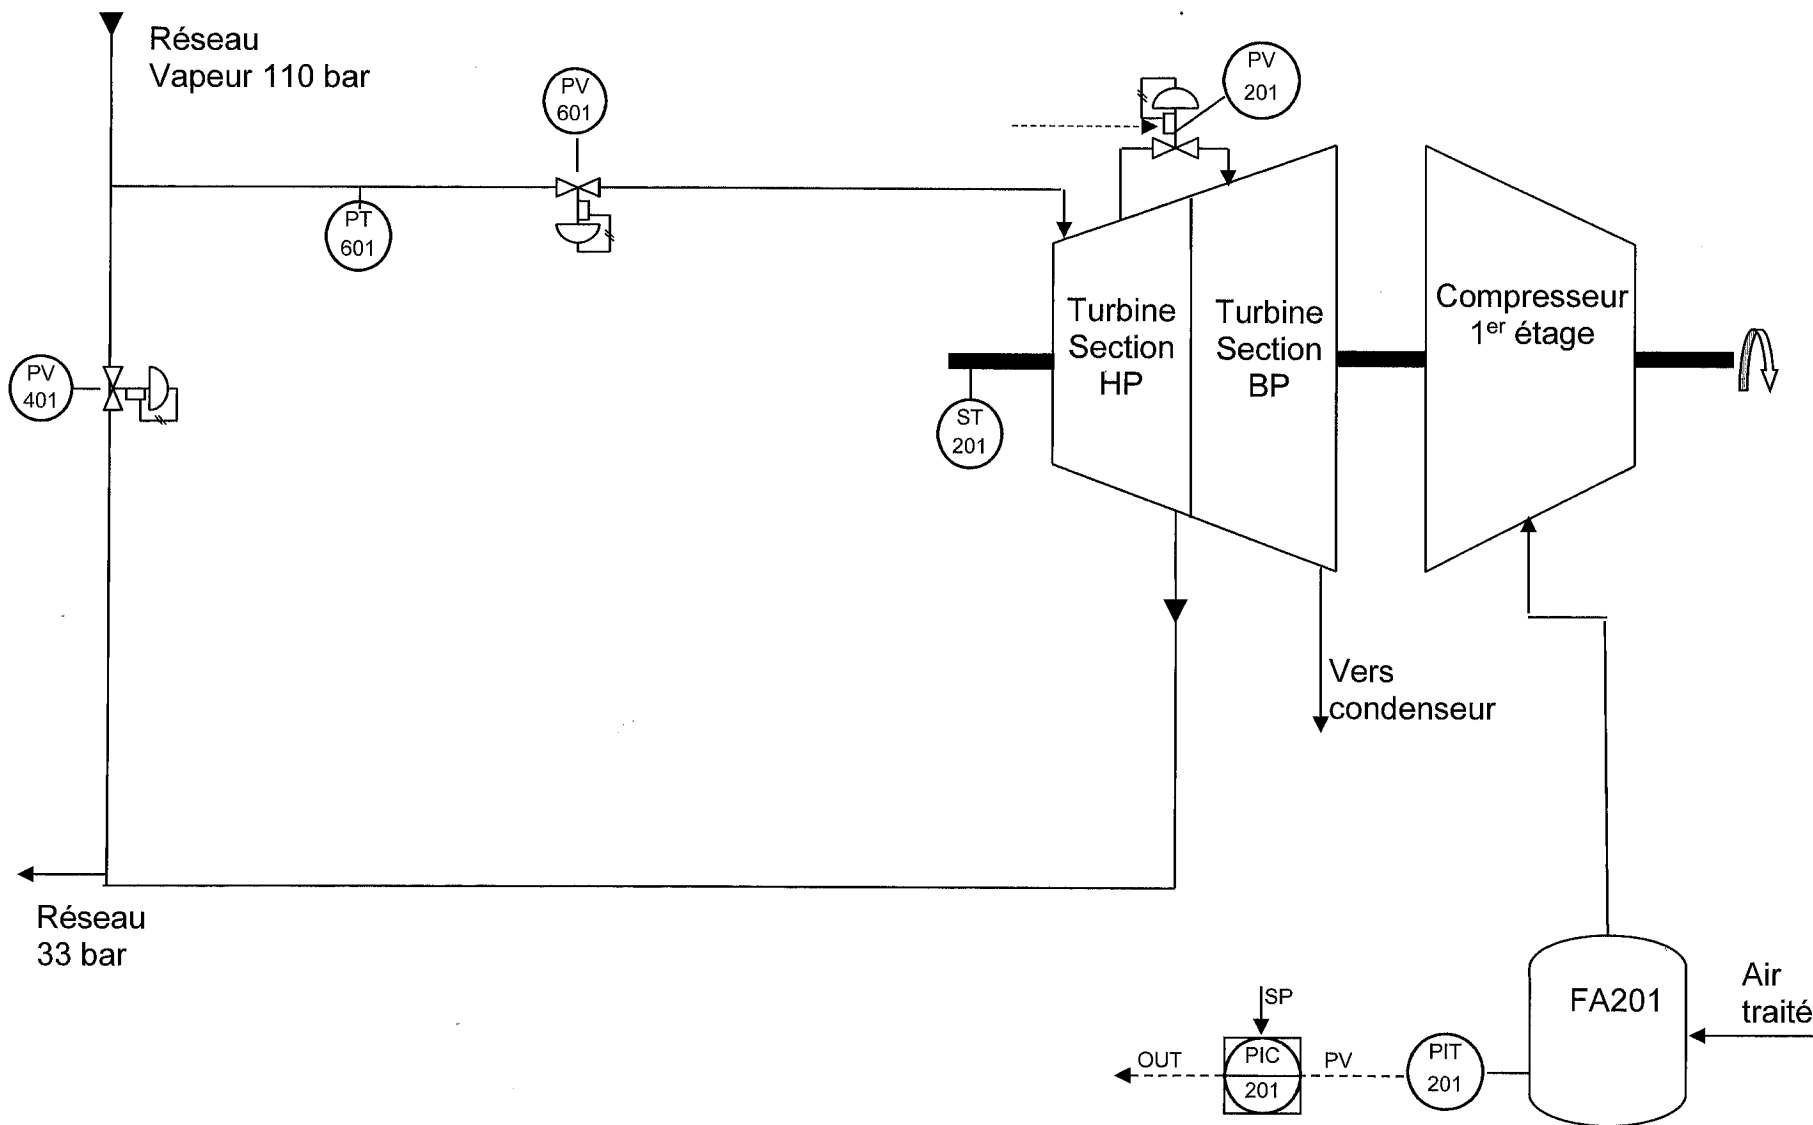 Réseau
Vapeur 110 bar
PV
601
PV
201
PT
601
PV
401
ST
201
Turbine
Section
HP
Turbine
Section
BP
Compresseur
1er étage
Vers
condenseur
Réseau
33 bar
SP
OUT
PIC
201
PV
PIT
201
FA201
Air
traité